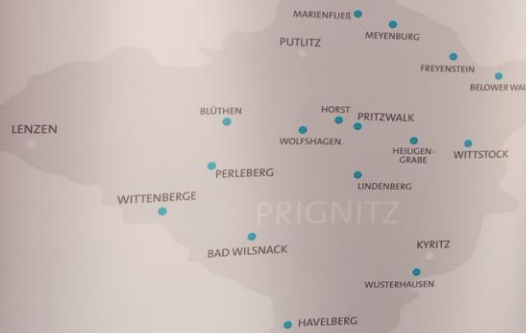 MARIENFLIEß
MEYENBURG
PUTLITZ
FREYENSTEIN
BELOWER WAL
BLÜTHEN
HORST
PRITZWALK
LENZEN
WOLFSHAGEN
HEILIGEN-
GRABE
WITTSTOCK
PERLEBERG
LINDENBERG
WITTENBERGE
PRIGNITZ
BAD WILSNACK
KYRITZ
WUSTERHAUSEN
HAVELBERG